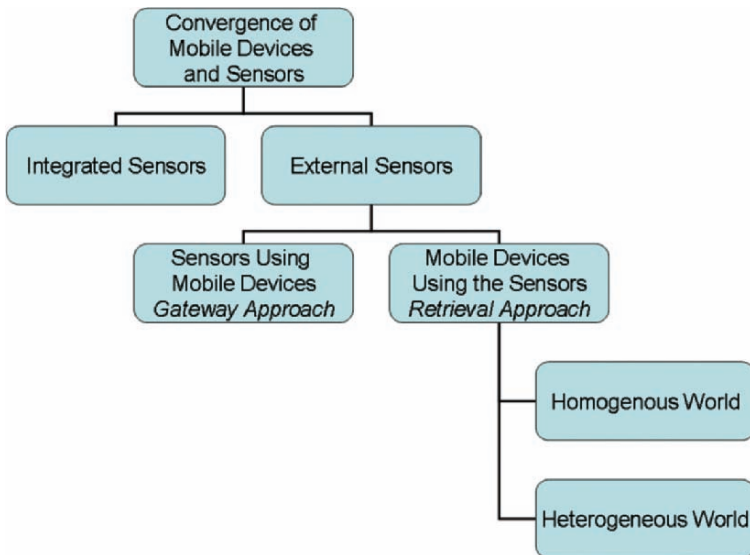 Convergence of
Mobile Devices
and Sensors
Integrated Sensors
External Sensors
Sensors Using
Mobile Devices
Gateway Approach
Mobile Devices
Using the Sensors
Retrieval Approach
Homogenous World
Heterogeneous World